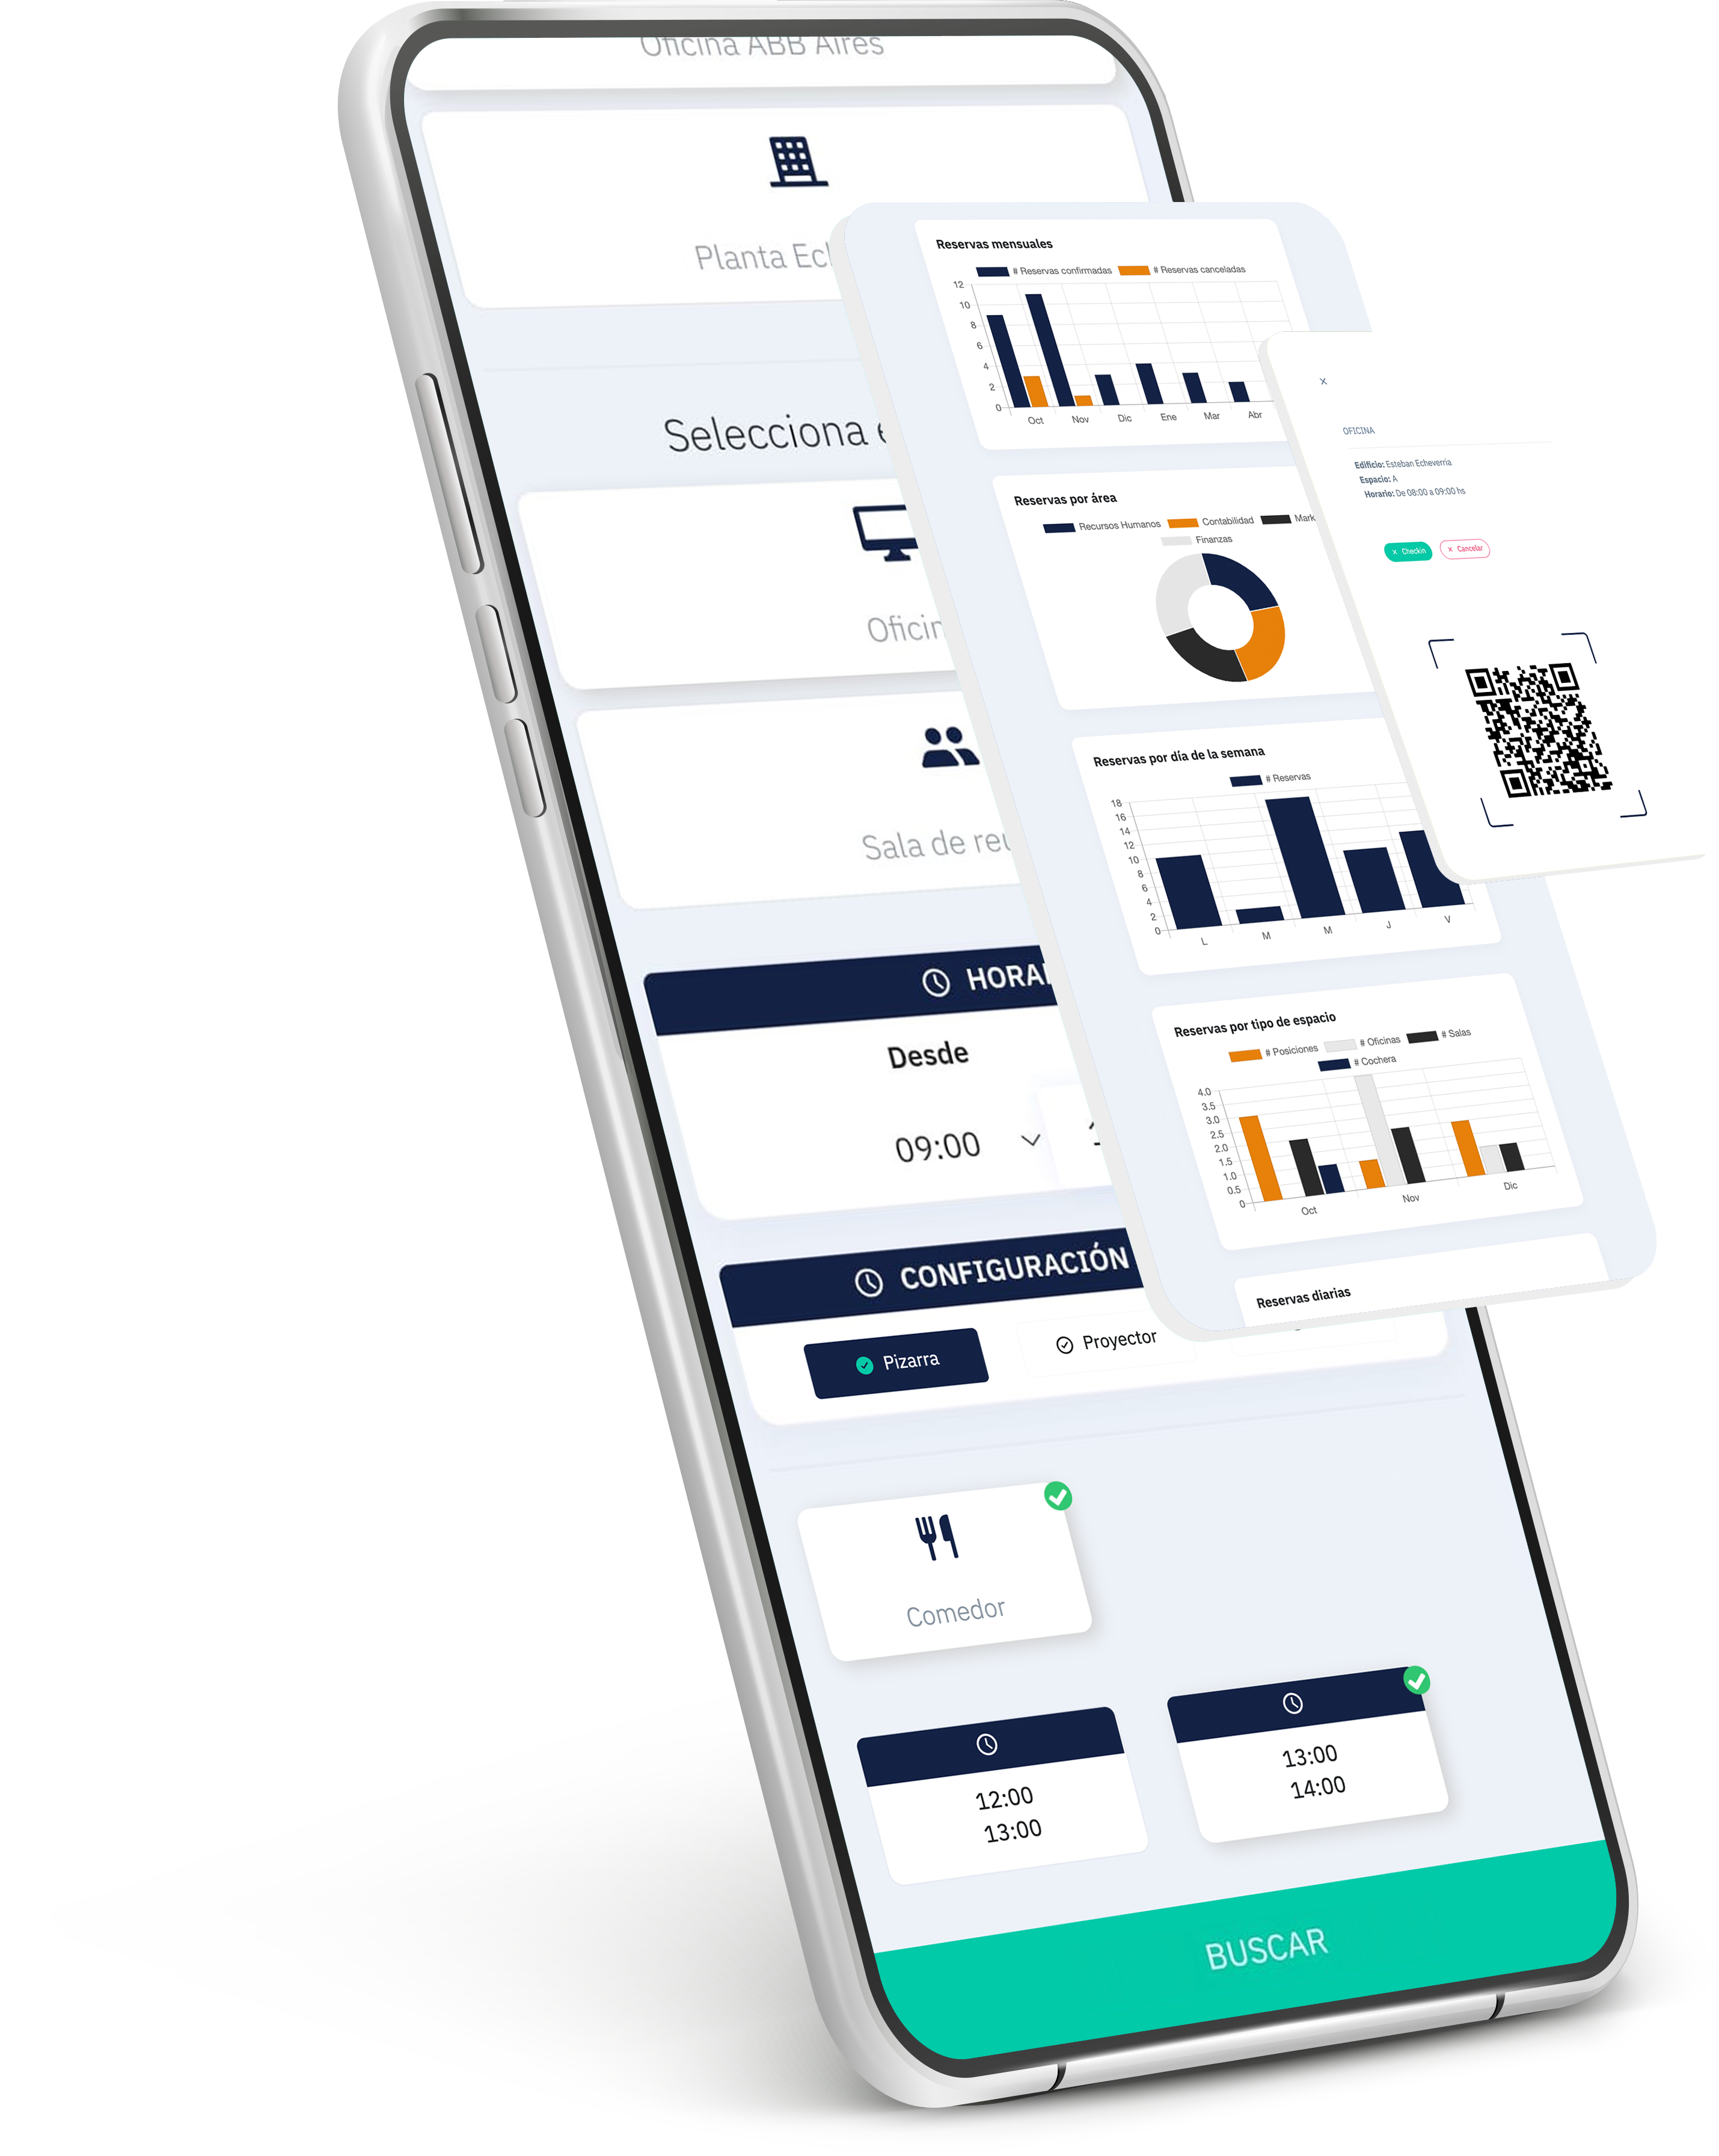 Oficina ABB Aires
Planta Ech
Selecciona e
Oficin
Sala de reu
HORAR
Desde
09:00
CONFIGURACIÓN
Pizarra
Proyector
Comedor
12:00
13:00
13:00
14:00
BUSCAR
Reservas mensuales
# Reservas confirmadas # Reservas canceladas
12
10
8
6
4
2
0
Oct Nov Dic Ene Mar Abr
Reservas por área
Recursos Humanos Contabilidad Mark
Finanzas
Reservas por día de la semana
# Reservas
18
16
14
12
10
8
6
4
2
0
L M M J V
Reservas por tipo de espacio
# Posiciones # Oficinas # Salas
# Cochera
4.0
3.5
3.0
2.5
2.0
1.5
1.0
0.5
0
Oct Nov Dic
Reservas diarias
×
OFICINA
Edificio: Esteban Echeverría
Espacio: A
Horario: De 08:00 a 09:00 hs
× Checkin × Cancelar